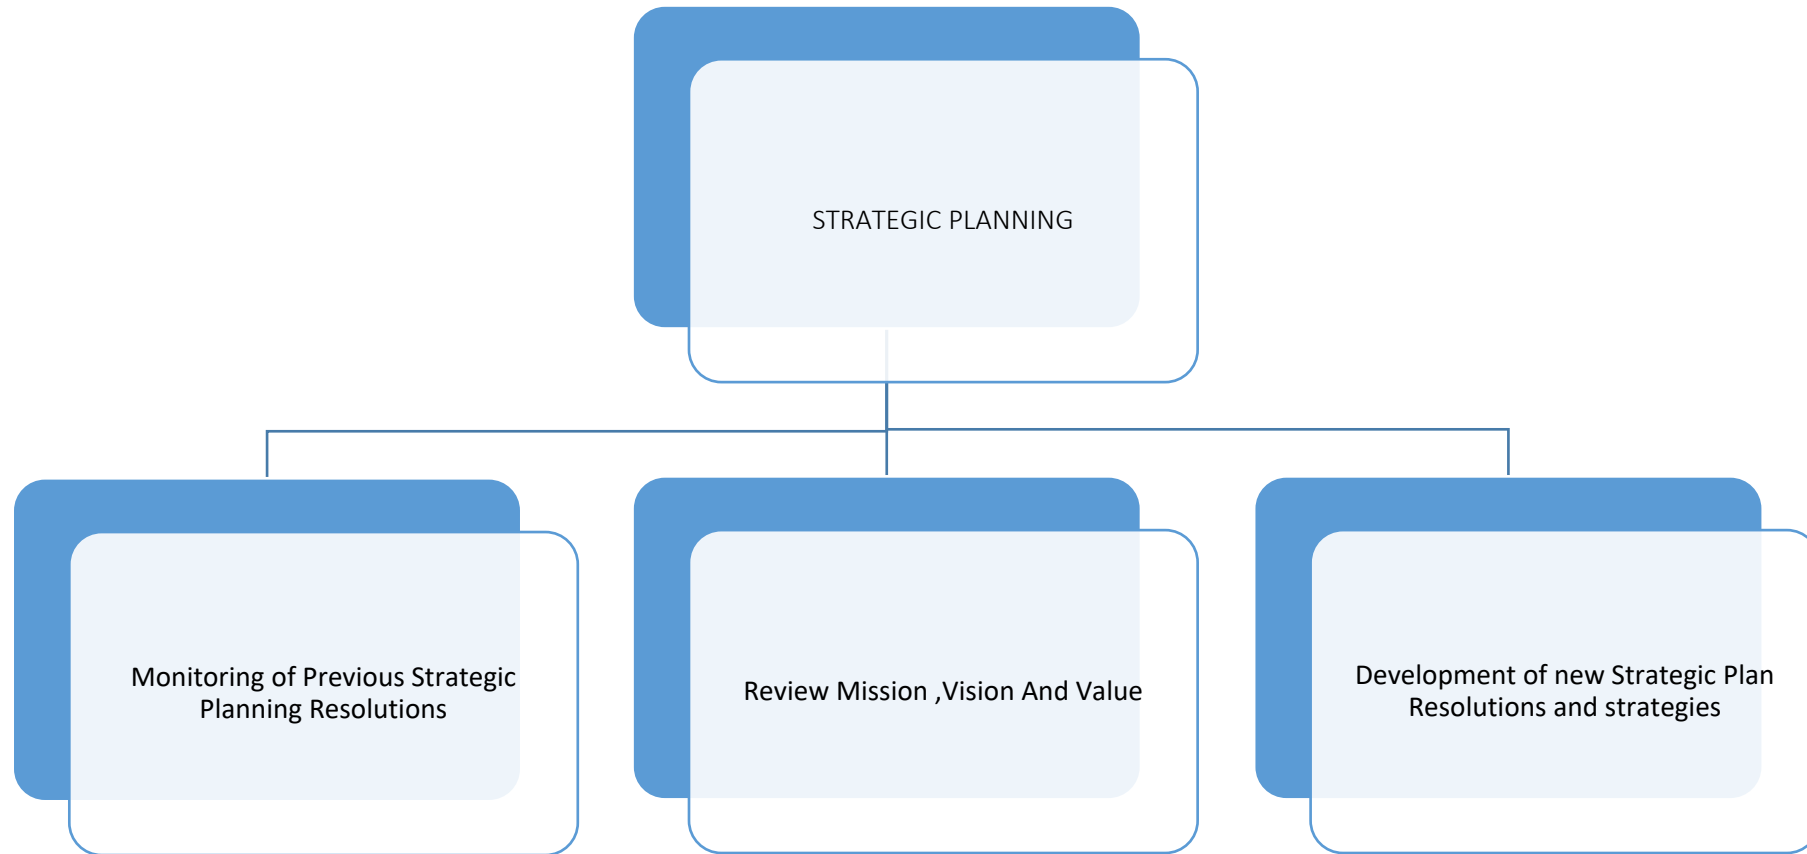 STRATEGIC PLANNING
Monitoring of Previous Strategic
Planning Resolutions
Review Mission ,Vision And Value
Development of new Strategic Plan
Resolutions and strategies